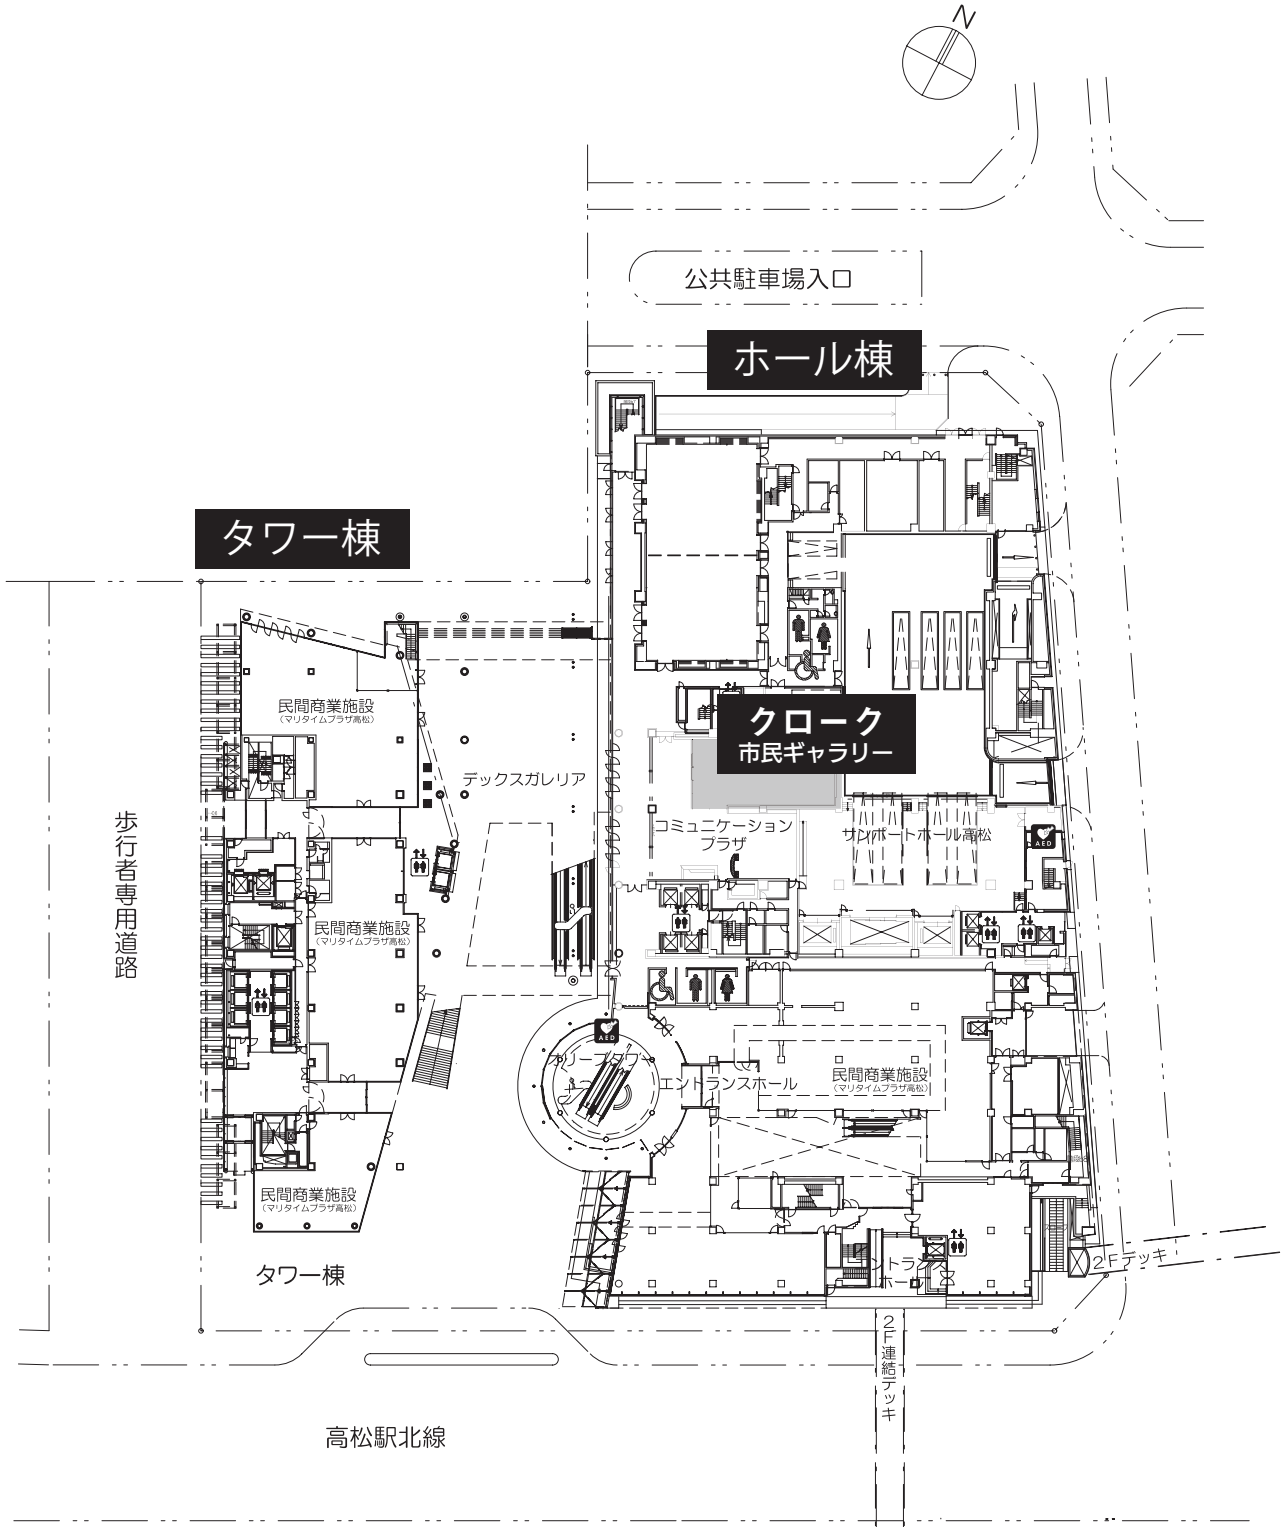 N
公共駐車場入口
ホール棟
タワー棟
民間商業施設
（マリタイムプラザ高松）
クローク
市民ギャラリー
デックスガレリア
歩行者専用道路
コミュニケーション
プラザ
サンポートホール高松
AED
民間商業施設
（マリタイムプラザ高松）
AED
オリーブタワー
エントランスホール
民間商業施設
（マリタイムプラザ高松）
民間商業施設
（マリタイムプラザ高松）
タワー棟
エントランス
ホール
2Fデッキ
2F連結デッキ
高松駅北線